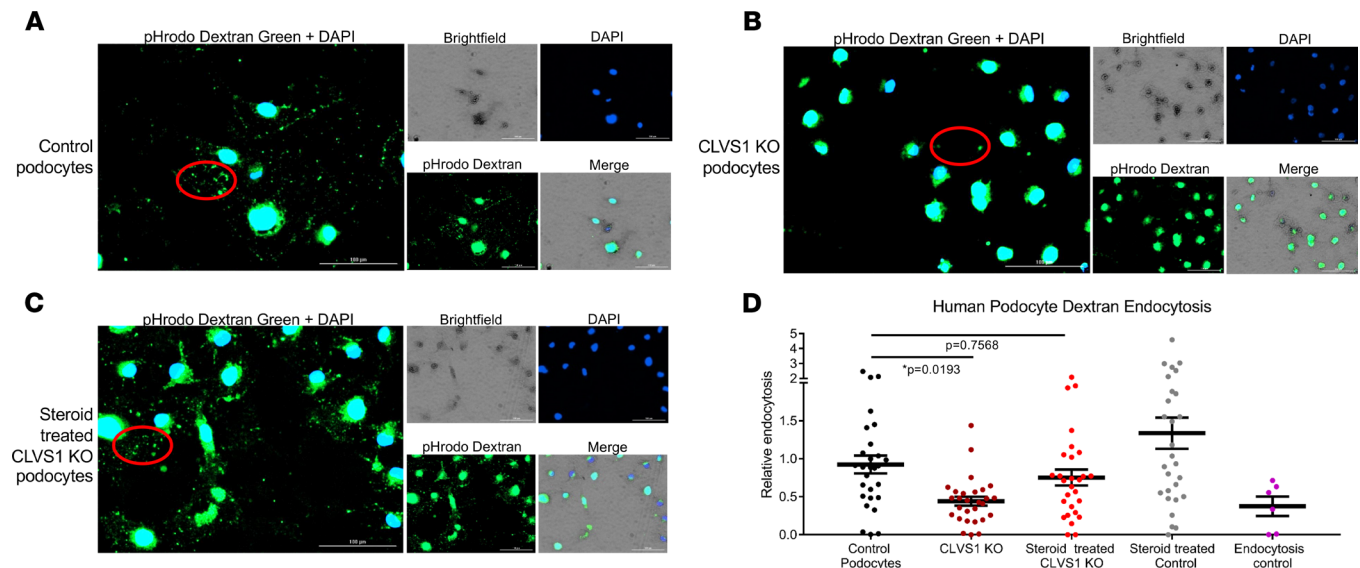 A
pHrodo Dextran Green + DAPI
Brightfield
DAPI
Control
podocytes
pHrodo Dextran
Merge
100 µm
B
pHrodo Dextran Green + DAPI
Brightfield
DAPI
CLVS1 KO
podocytes
pHrodo Dextran
Merge
100 µm
C
pHrodo Dextran Green + DAPI
Brightfield
DAPI
Steroid
treated
CLVS1 KO
podocytes
pHrodo Dextran
Merge
100 µm
D
Human Podocyte Dextran Endocytosis
Relative endocytosis
5
4
3
2
1.5
1.0
0.5
0.0
p=0.7568
*p=0.0193
Control
Podocytes
CLVS1 KO
Steroid treated
CLVS1 KO
Steroid treated
Control
Endocytosis
control